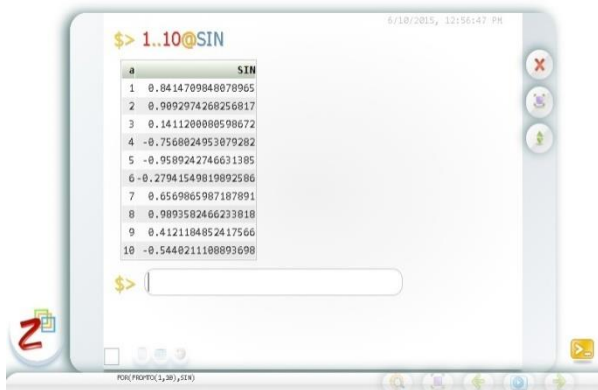 6/10/2015, 12:56:47 PM
$> 1..10@SIN
a SIN
1 0.8414709848078965
2 0.9092974268256817
3 0.1411200080598672
4 -0.7568024953079282
5 -0.9589242746631385
6 -0.27941549819892586
7 0.6569865987187891
8 0.9893582466233818
9 0.4121184852417566
10 -0.5440211108893698
$>
Z
>_
FOR(PROMTO(1,10),SIN)